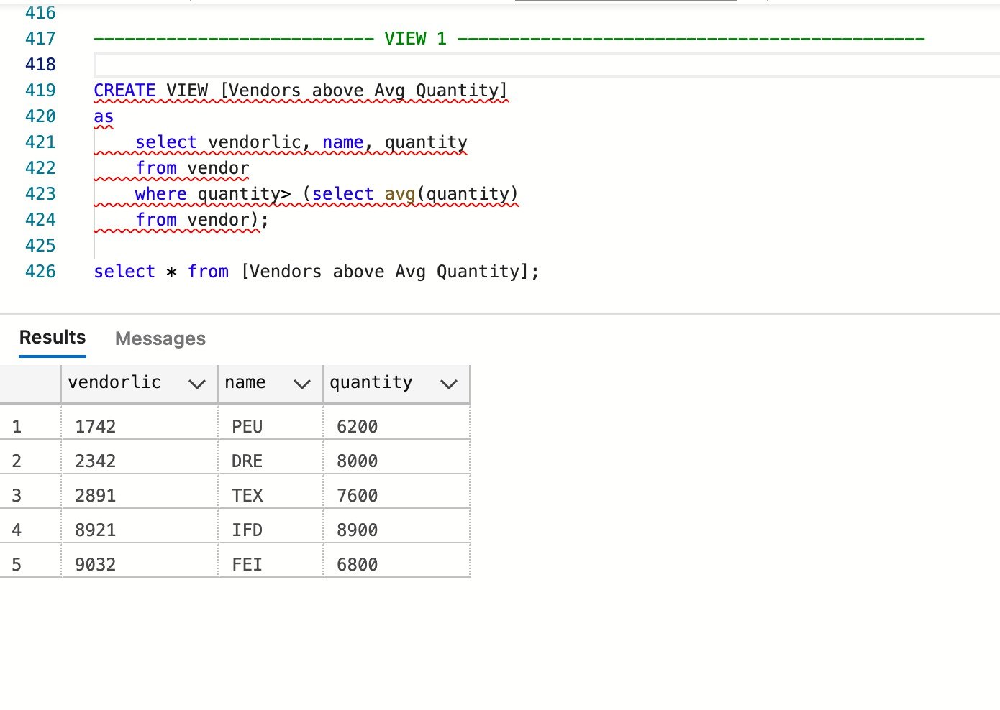 416
417 --------------------------- VIEW 1 ---------------------------------------------
418
419 CREATE VIEW [Vendors above Avg Quantity]
420 as
421 select vendorlic, name, quantity
422 from vendor
423 where quantity> (select avg(quantity)
424 from vendor);
425
426 select * from [Vendors above Avg Quantity];
Results Messages
vendorlic name quantity
1 1742 PEU 6200
2 2342 DRE 8000
3 2891 TEX 7600
4 8921 IFD 8900
5 9032 FEI 6800